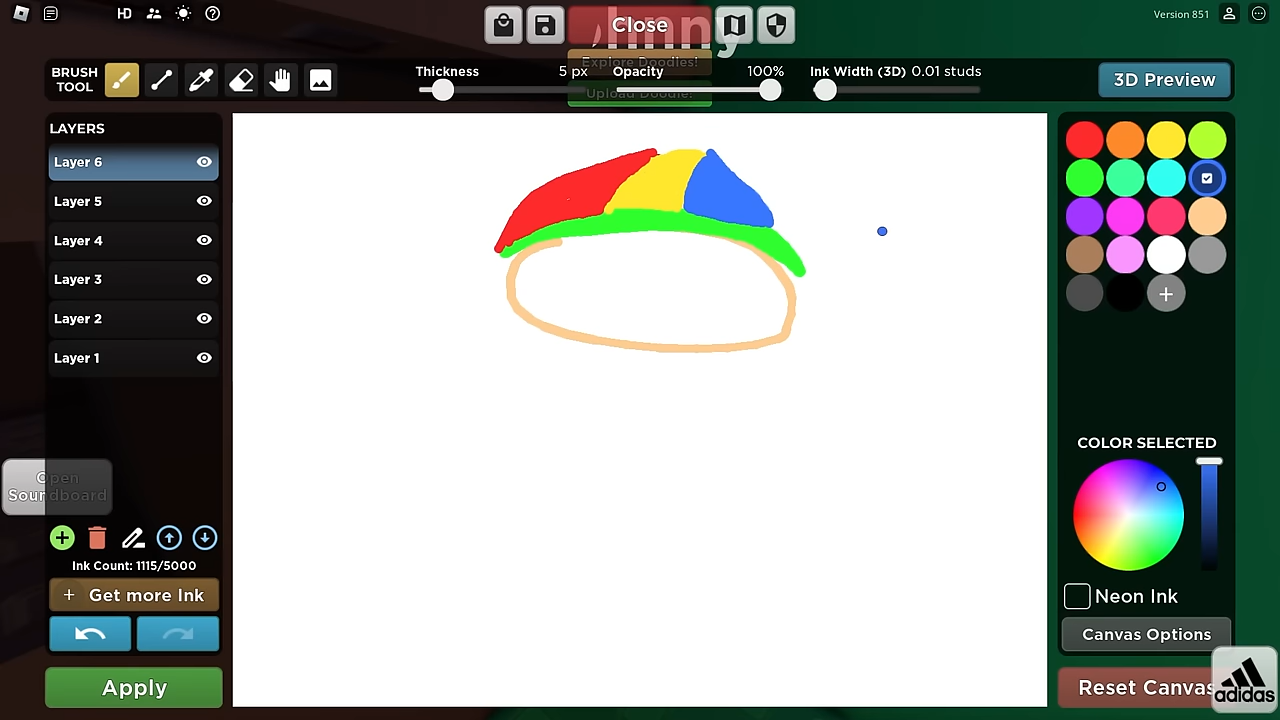 HD
Version 851
Close
hnny
Explore Doodles!
Upload Doodle!
BRUSH
TOOL
Thickness
5 px
Opacity
100%
Ink Width (3D) 0.01 studs
3D Preview
LAYERS
Layer 6
Layer 5
Layer 4
Layer 3
Layer 2
Layer 1
Open
Soundboard
Ink Count: 1115/5000
+ Get more Ink
Apply
COLOR SELECTED
Neon Ink
Canvas Options
Reset Canvas
adidas